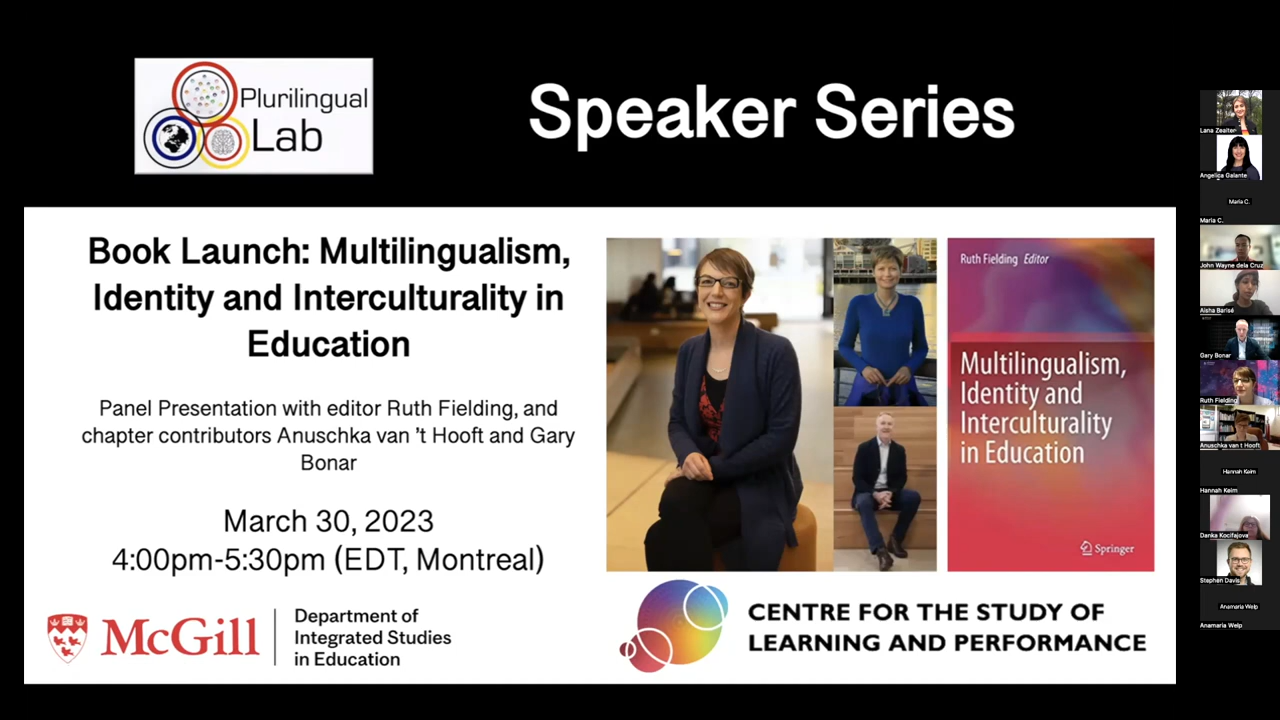 Plurilingual
Lab
Speaker Series
Book Launch: Multilingualism,
Identity and Interculturality in
Education
Panel Presentation with editor Ruth Fielding, and
chapter contributors Anuschka van 't Hooft and Gary
Bonar
March 30, 2023
4:00pm-5:30pm (EDT, Montreal)
McGill
Department of
Integrated Studies
in Education
Ruth Fielding Editor
Multilingualism,
Identity and
Interculturality
in Education
Springer
CENTRE FOR THE STUDY OF
LEARNING AND PERFORMANCE
Lana Zeaiter
Angelica Galante
Maria C.
Maria C.
John Wayne dela Cruz
Aisha Barisé
Gary Bonar
Ruth Fielding
Anuschka van t Hooft
Hannah Keim
Hannah Keim
Danka Kocifajova
Stephen Davis
Anamaria Welp
Anamaria Welp